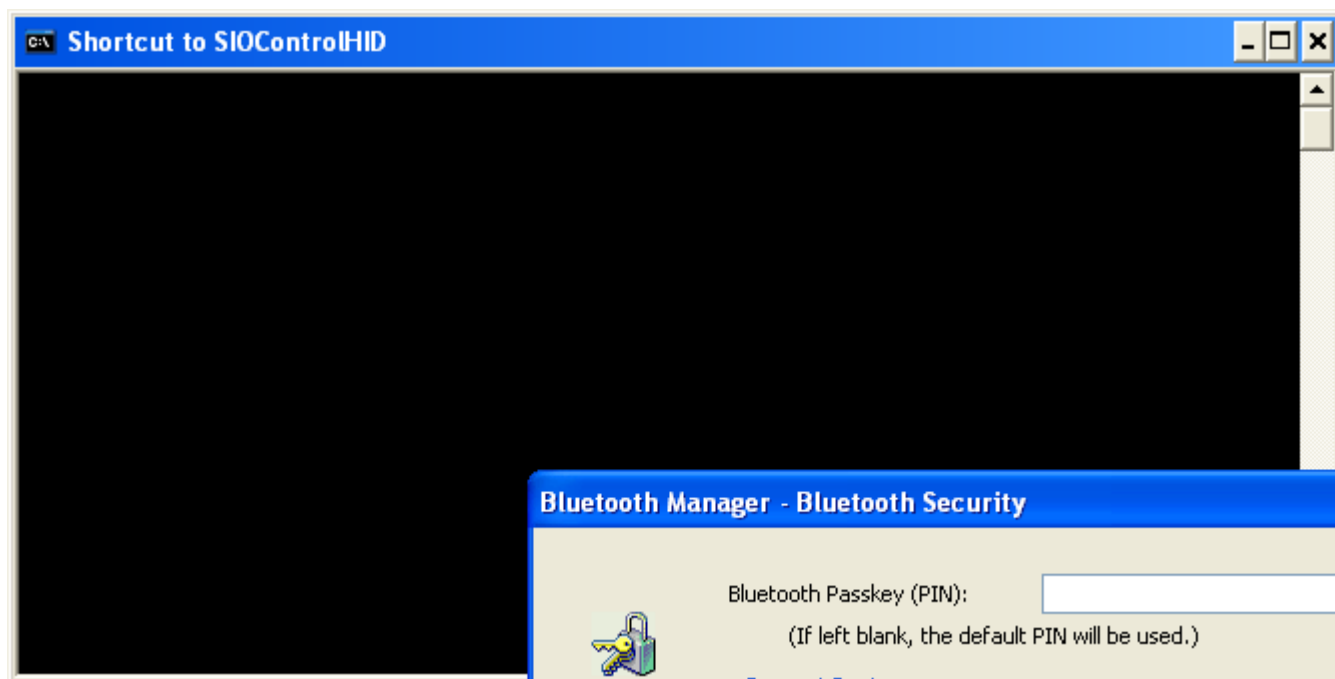 Shortcut to SIOControlHID
Bluetooth Manager - Bluetooth Security
Bluetooth Passkey (PIN):
(If left blank, the default PIN will be used.)